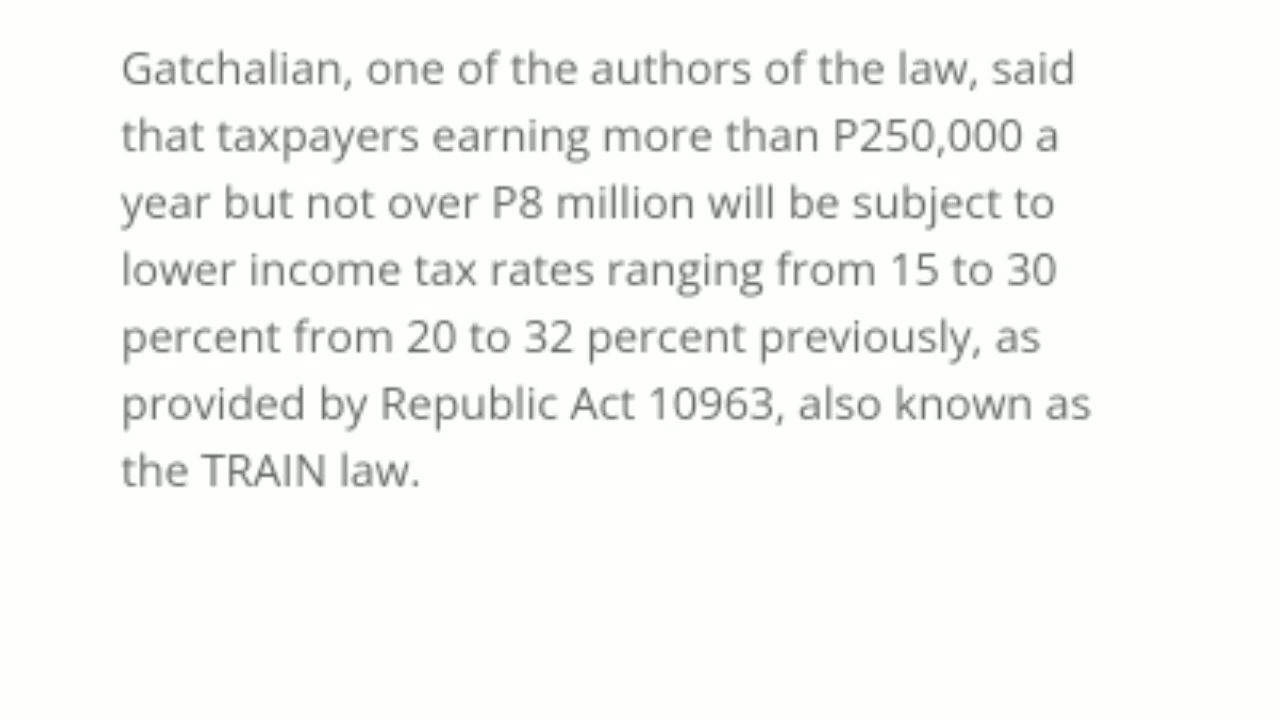 Gatchalian, one of the authors of the law, said
that taxpayers earning more than P250,000 a
year but not over P8 million will be subject to
lower income tax rates ranging from 15 to 30
percent from 20 to 32 percent previously, as
provided by Republic Act 10963, also known as
the TRAIN law.